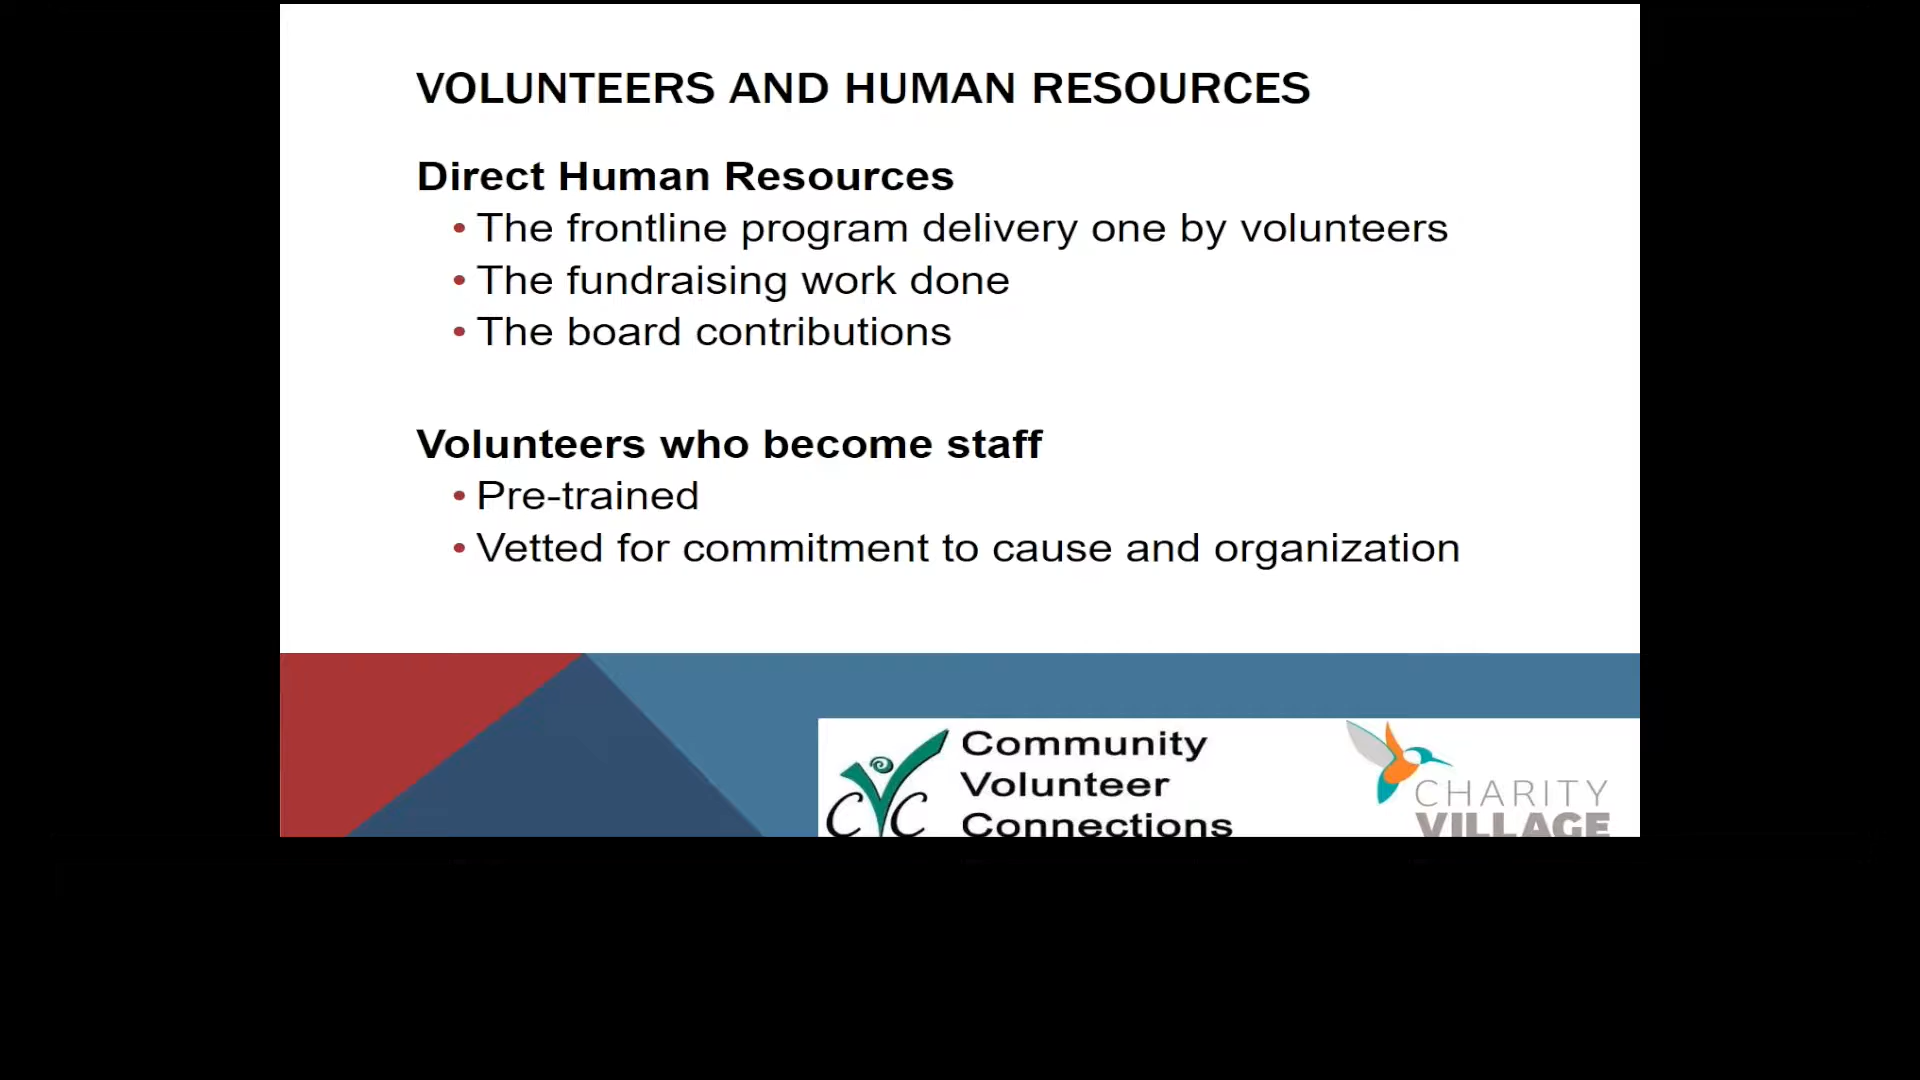 VOLUNTEERS AND HUMAN RESOURCES
Direct Human Resources
• The frontline program delivery one by volunteers
• The fundraising work done
• The board contributions
Volunteers who become staff
• Pre-trained
• Vetted for commitment to cause and organization
CVC
Community
Volunteer
Connections
CHARITY
VILLAGE